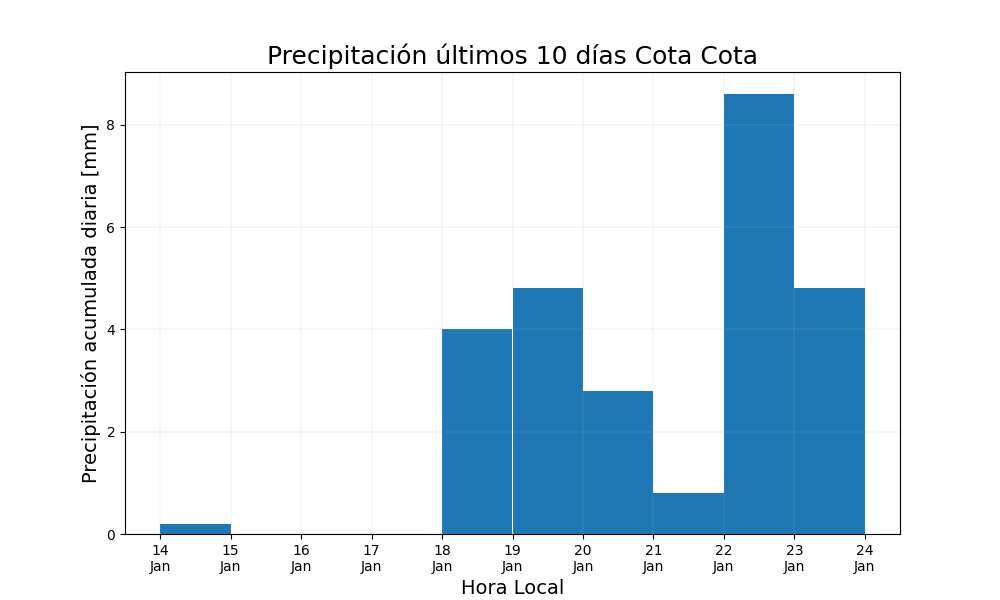 Precipitación últimos 10 días Cota Cota
Precipitación acumulada diaria [mm]
8
6
4
2
0
14 15 16 17 18 19 20 21 22 23 24
Jan Jan Jan Jan Jan Jan Jan Jan Jan Jan Jan
Hora Local